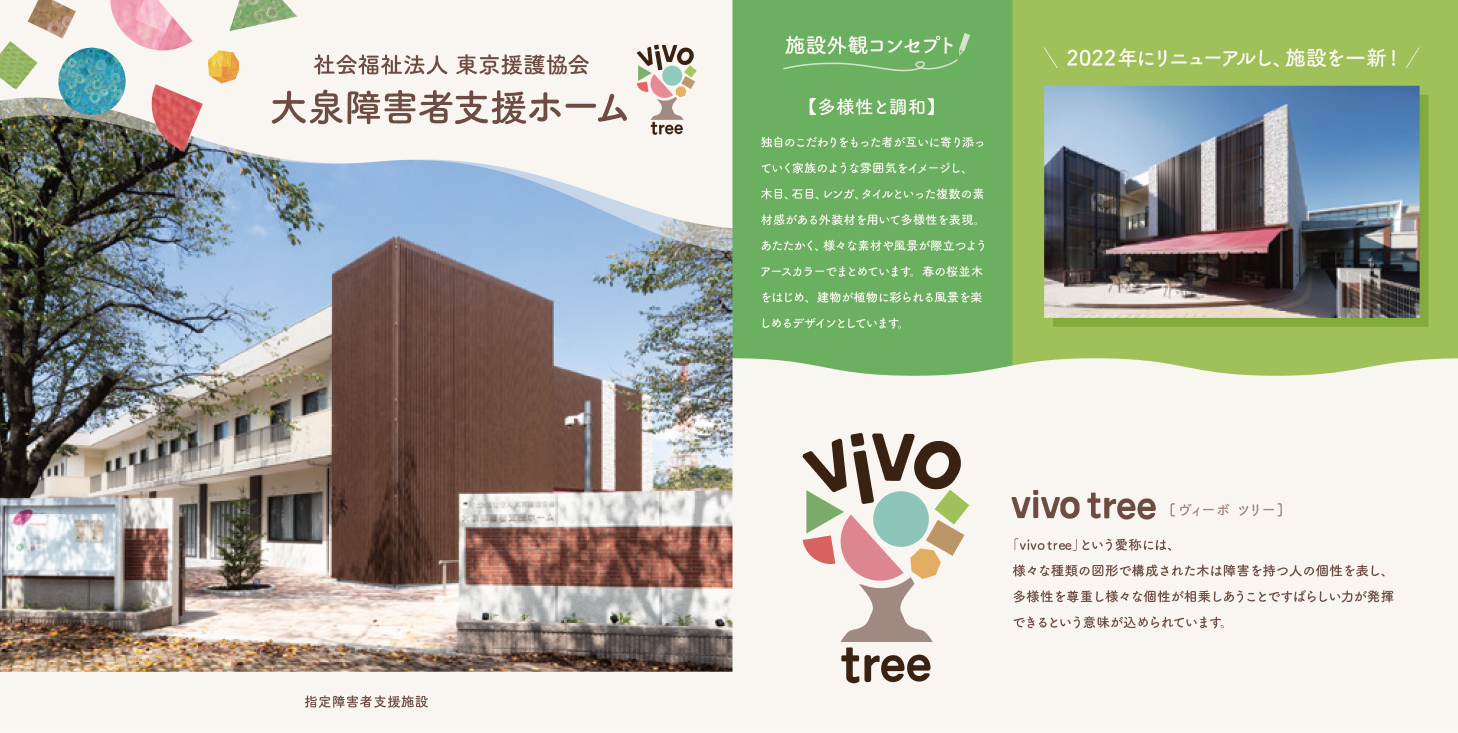 社会福祉法人 東京援護協会
大泉障害者支援ホーム
vivo
tree
大泉障害者支援ホーム
指定障害者支援施設
施設外観コンセプト
【多様性と調和】
独自のこだわりをもった者が互いに寄り添っ
ていく家族のような雰囲気をイメージし、
木目、石目、レンガ、タイルといった複数の素
材感がある外装材を用いて多様性を表現。
あたたかく、様々な素材や風景が際立つよう
アースカラーでまとめています。春の桜並木
をはじめ、建物が植物に彩られる風景を楽
しめるデザインとしています。
\ 2022年にリニューアルし、施設を一新! /
vivo
tree
vivo tree [ヴィーボ ツリー]
「vivo tree」という愛称には、
様々な種類の図形で構成された木は障害を持つ人の個性を表し、
多様性を尊重し様々な個性が相乗しあうことですばらしい力が発揮
できるという意味が込められています。